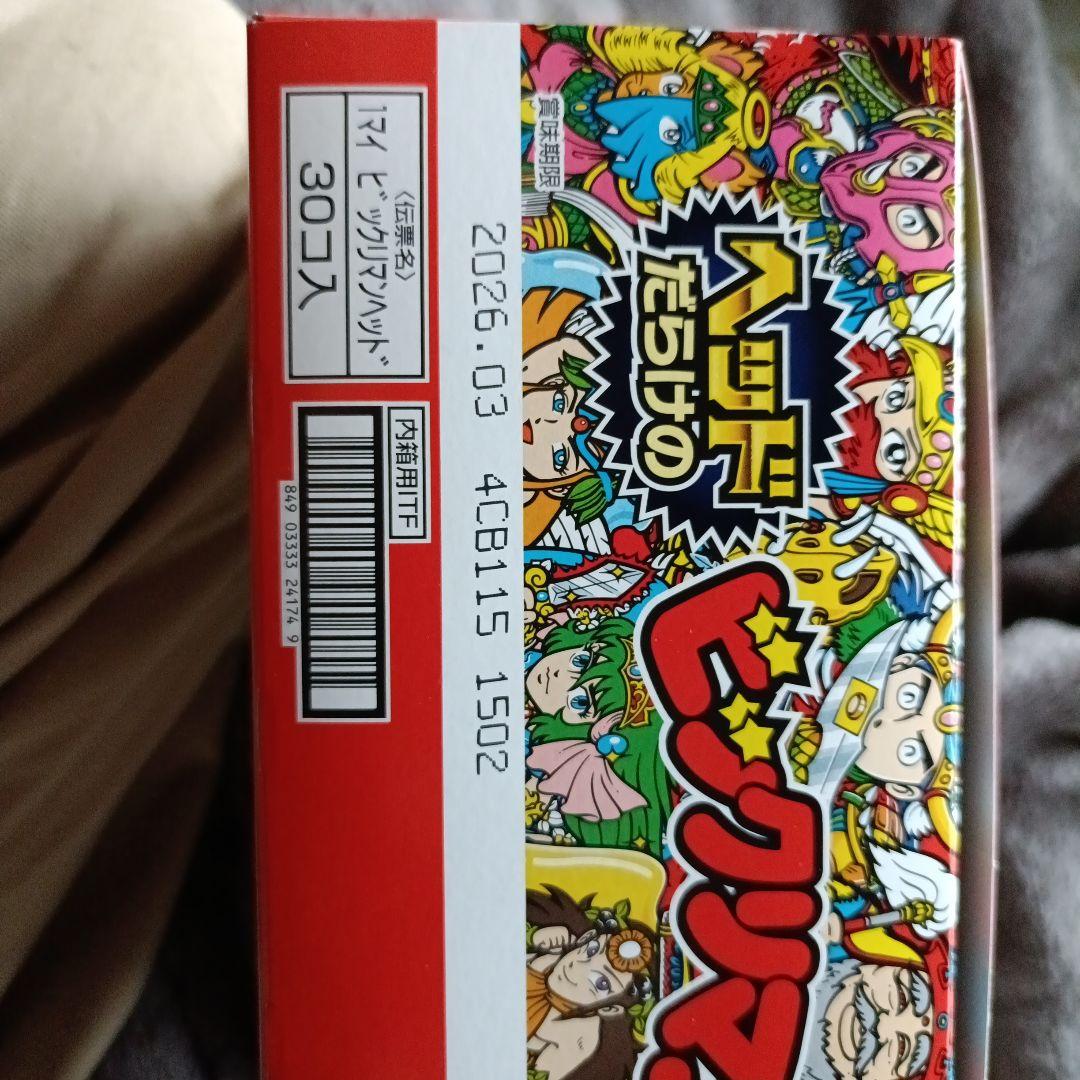 賞味期限
2026.03 4CB115 1502
ヘッド
だらけの
ビックリマ
〈伝票名〉
1マイ ビックリマンヘッド
30コ入
内箱用ITF
849 03333 24174 9